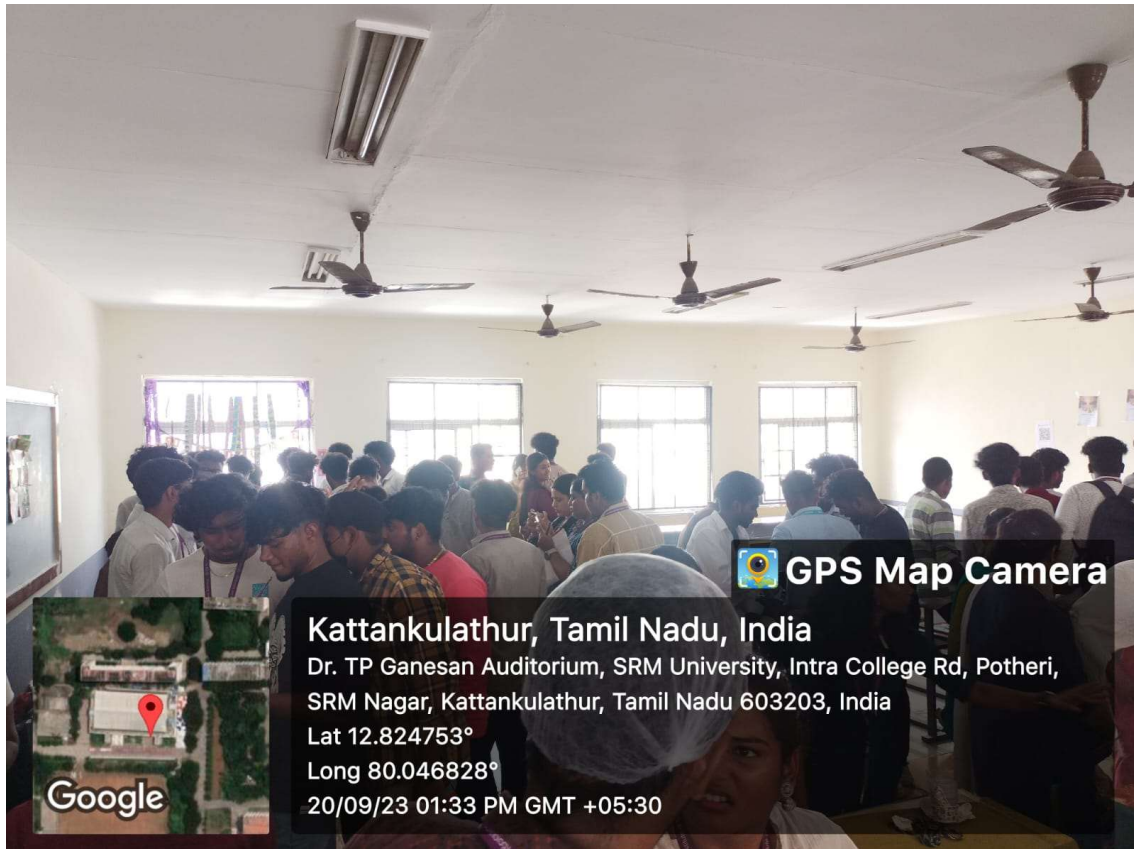 GPS Map Camera
Kattankulathur, Tamil Nadu, India
Dr. TP Ganesan Auditorium, SRM University, Intra College Rd, Potheri,
SRM Nagar, Kattankulathur, Tamil Nadu 603203, India
Lat 12.824753°
Long 80.046828°
20/09/23 01:33 PM GMT +05:30
Google